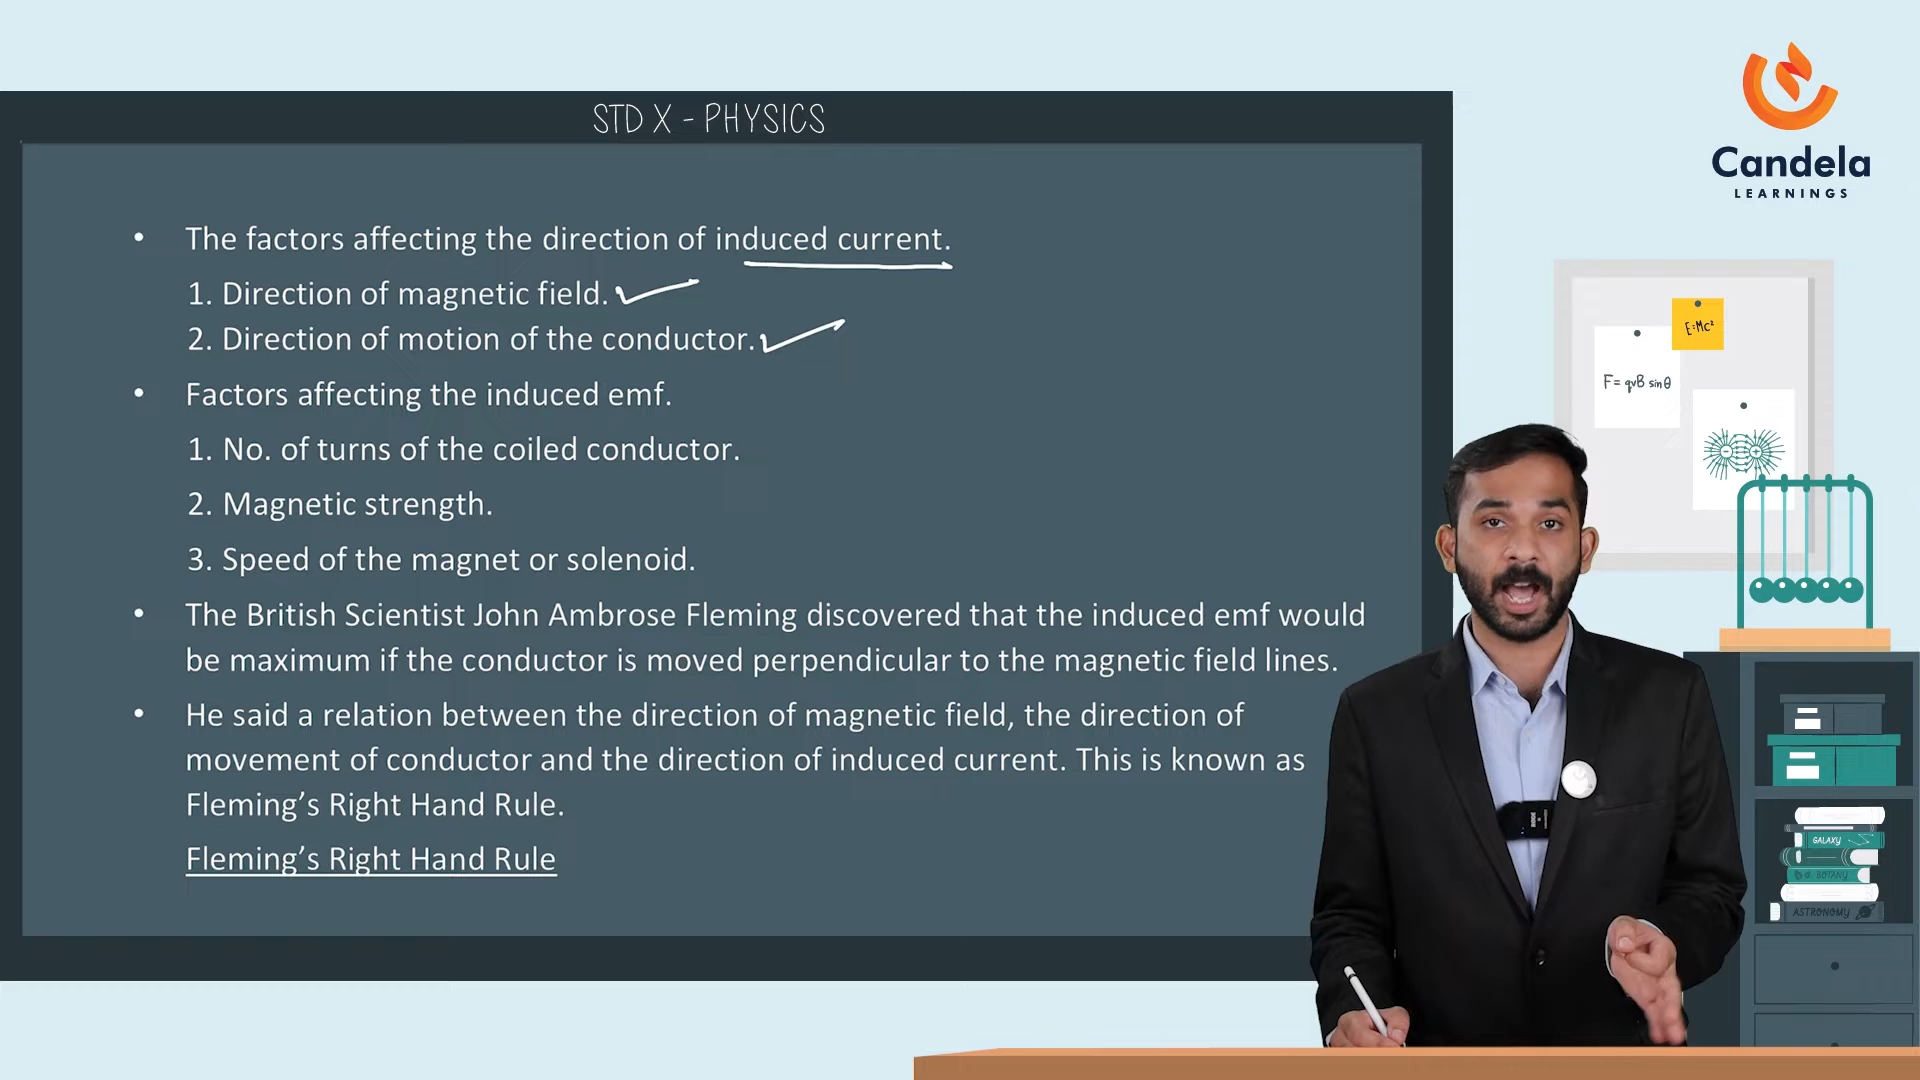 STD X - PHYSICS
Candela
LEARNINGS
• The factors affecting the direction of induced current.
1. Direction of magnetic field.
2. Direction of motion of the conductor.
• Factors affecting the induced emf.
1. No. of turns of the coiled conductor.
2. Magnetic strength.
3. Speed of the magnet or solenoid.
• The British Scientist John Ambrose Fleming discovered that the induced emf would
be maximum if the conductor is moved perpendicular to the magnetic field lines.
• He said a relation between the direction of magnetic field, the direction of
movement of conductor and the direction of induced current. This is known as
Fleming’s Right Hand Rule.
Fleming’s Right Hand Rule
E=Mc²
F= qvB sinθ
GALAXY
BOTANY
ASTRONOMY